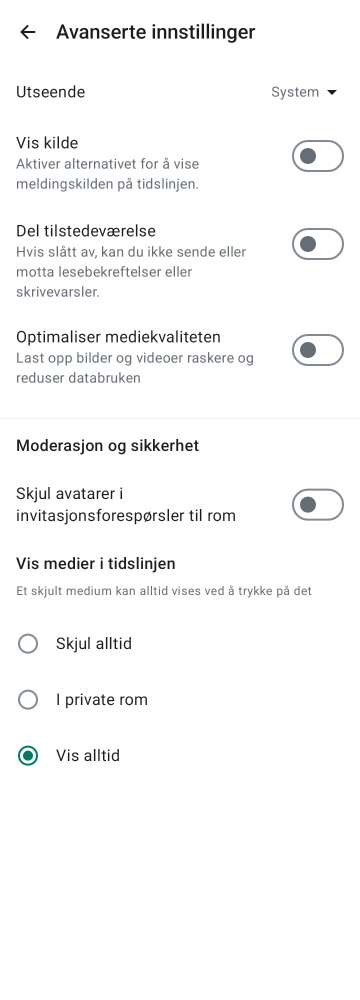 Avanserte innstillinger
Utseende
System
Vis kilde
Aktiver alternativet for å vise
meldingskilden på tidslinjen.
Del tilstedeværelse
Hvis slått av, kan du ikke sende eller
motta lesebekreftelser eller
skrivevarsler.
Optimaliser mediekvaliteten
Last opp bilder og videoer raskere og
reduser databruken
Moderasjon og sikkerhet
Skjul avatarer i
invitasjonsforespørsler til rom
Vis medier i tidslinjen
Et skjult medium kan alltid vises ved å trykke på det
Skjul alltid
I private rom
Vis alltid